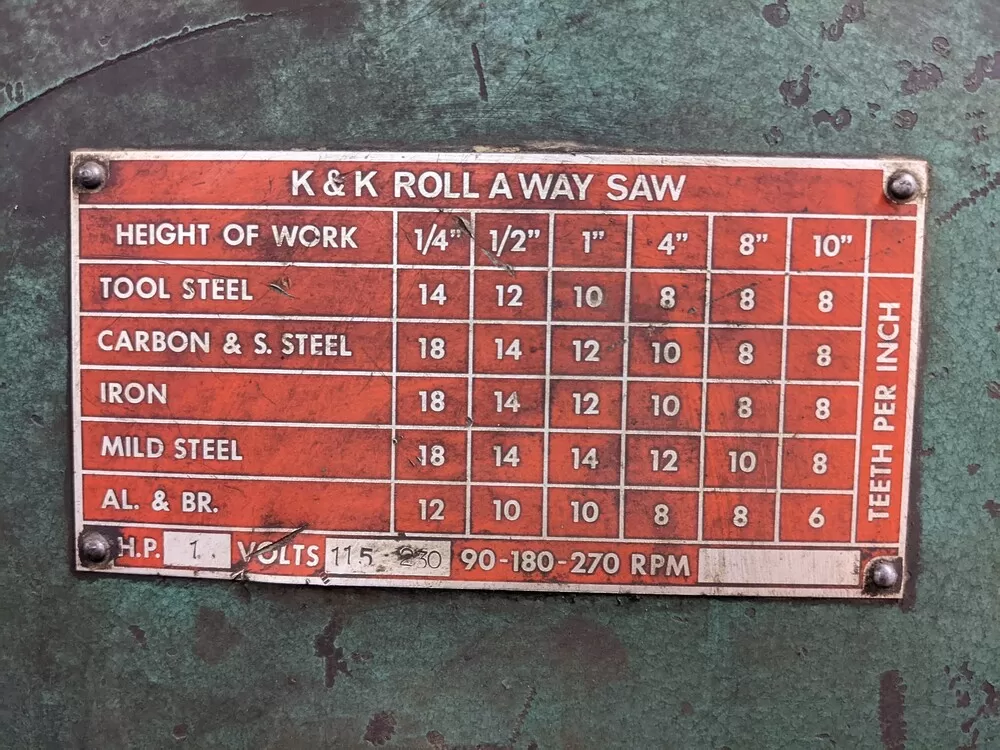 K & K ROLL A WAY SAW
HEIGHT OF WORK 1/4" 1/2" 1" 4" 8" 10"
TOOL STEEL 14 12 10 8 8 8
CARBON & S. STEEL 18 14 12 10 8 8
IRON 18 14 12 10 8 8
MILD STEEL 18 14 14 12 10 8
AL. & BR. 12 10 10 8 8 6
TEETH PER INCH
H.P. 1 VOLTS 115 230 90-180-270 RPM